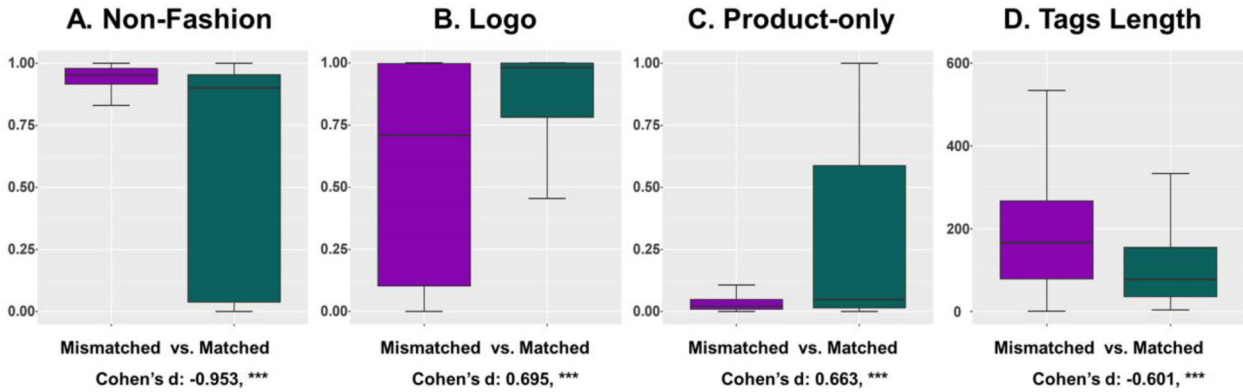 A. Non-Fashion
B. Logo
C. Product-only
D. Tags Length
1.00
0.75
0.50
0.25
0.00
1.00
0.75
0.50
0.25
0.00
1.00
0.75
0.50
0.25
0.00
600
400
200
0
Mismatched vs. Matched
Mismatched vs. Matched
Mismatched vs. Matched
Mismatched vs. Matched
Cohen's d: -0.953, ***
Cohen's d: 0.695, ***
Cohen's d: 0.663, ***
Cohen's d: -0.601, ***